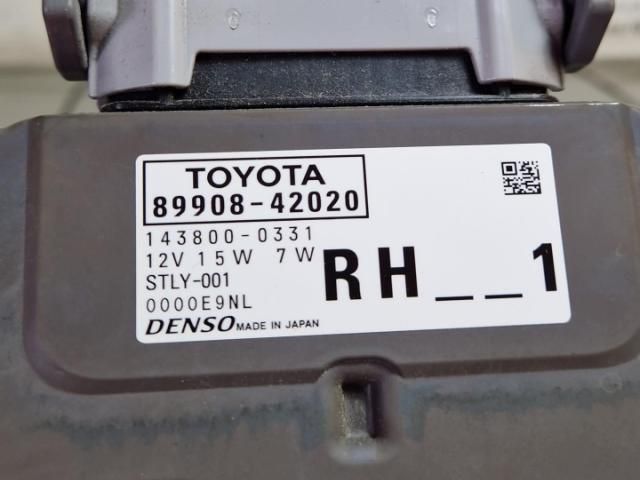 TOYOTA
89908-42020
143800-0331
12V 15W 7W
STLY-001
0000E9NL
RH__1
DENSO MADE IN JAPAN